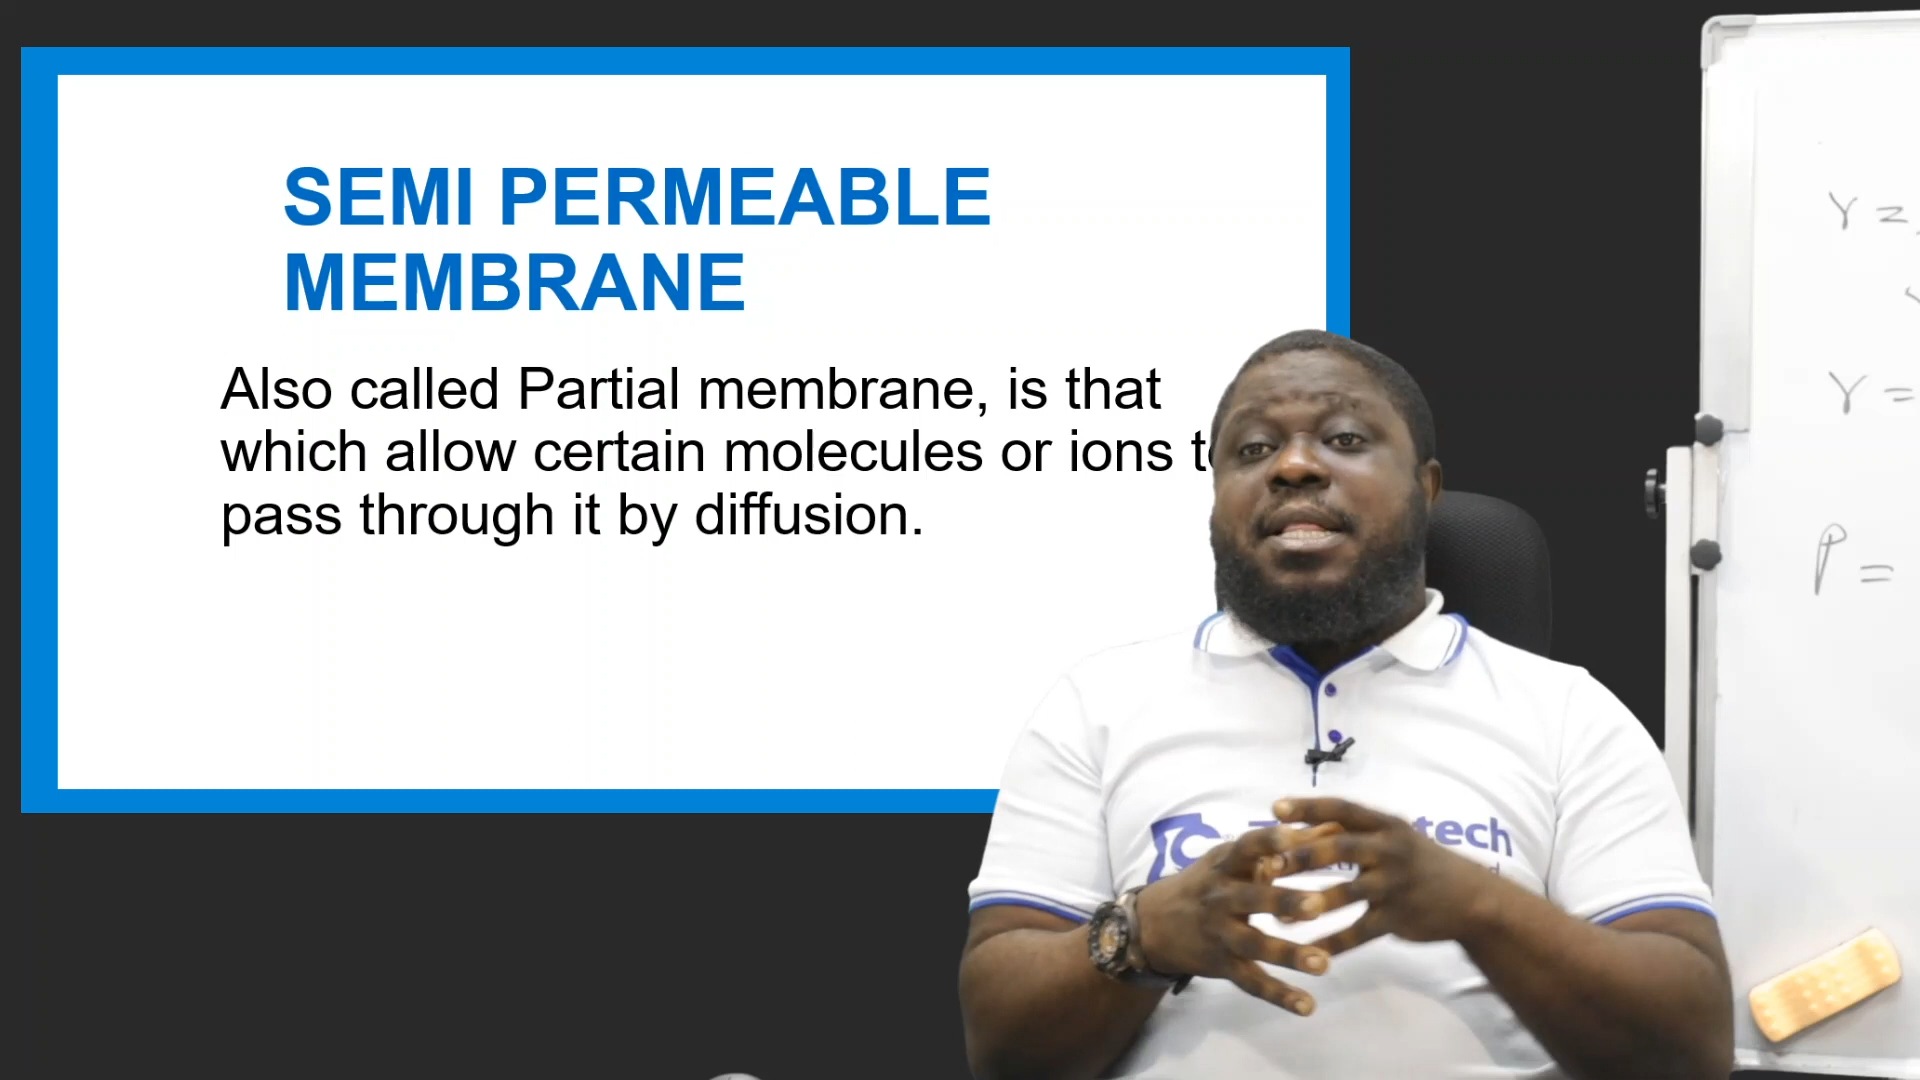 SEMI PERMEABLE
MEMBRANE
Also called Partial membrane, is that
which allow certain molecules or ions to
pass through it by diffusion.
Y =
Y =
P =
tech